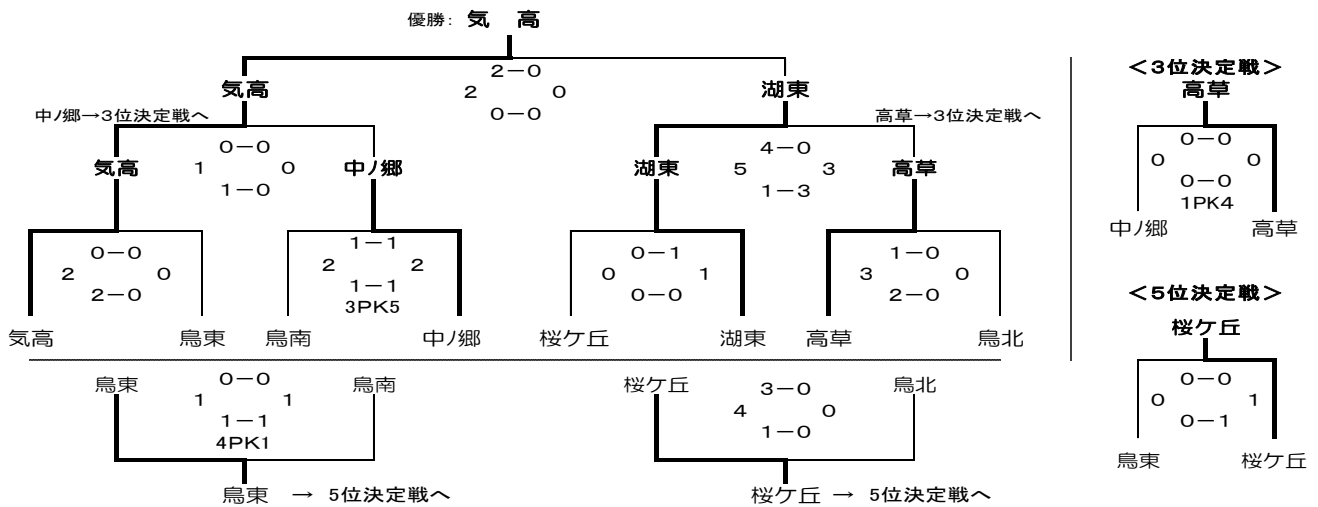 優勝: 気 高
2－0
2 0
0－0
気高 湖東
中ノ郷→3位決定戦へ 高草→3位決定戦へ
0－0 4－0
気高 1 0 中ノ郷 湖東 5 3 高草
1－0 1－3
0－0 1－1 0－1 1－0
2 0 2 2 0 1 3 0
2－0 1－1 0－0 2－0
3PK5
気高 鳥東 鳥南 中ノ郷 桜ケ丘 湖東 高草 鳥北
鳥東 0－0 鳥南 桜ケ丘 3－0 鳥北
1 1 4 0
1－1 1－0
4PK1
鳥東 → 5位決定戦へ 桜ケ丘 → 5位決定戦へ
＜3位決定戦＞
高草
0－0
0 0
0－0
1PK4
中ノ郷 高草
＜5位決定戦＞
桜ケ丘
0－0
0 1
0－1
鳥東 桜ケ丘